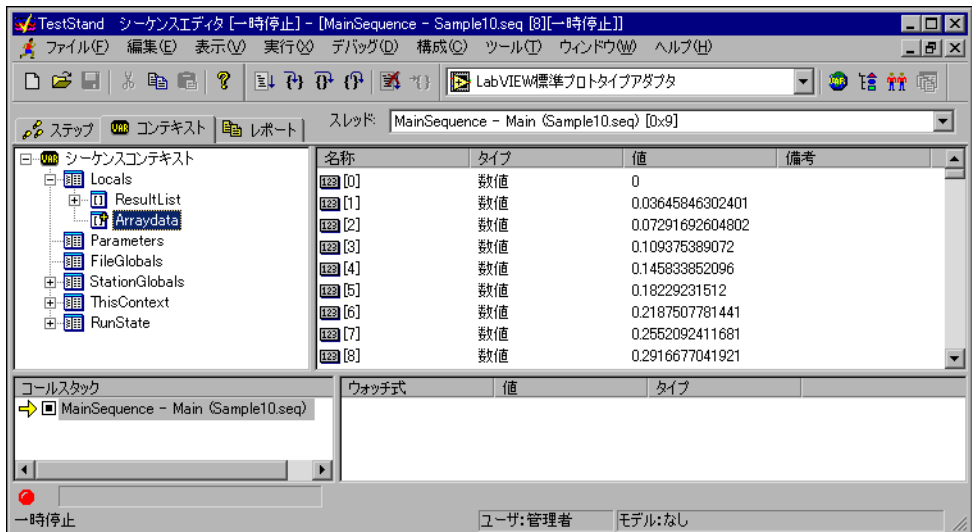 TestStand シーケンスエディタ [一時停止] - [MainSequence - Sample10.seq [8][一時停止]]
ファイル(F) 編集(E) 表示(V) 実行(X) デバッグ(D) 構成(C) ツール(T) ウィンドウ(W) ヘルプ(H)
LabVIEW標準プロトタイプアダプタ
ステップ コンテキスト レポート スレッド: MainSequence - Main (Sample10.seq) [0x9]
シーケンスコンテキスト
Locals
ResultList
Arraydata
Parameters
FileGlobals
StationGlobals
ThisContext
RunState
名称 タイプ 値 備考
[0] 数値 0
[1] 数値 0.03645846302401
[2] 数値 0.07291692604802
[3] 数値 0.109375389072
[4] 数値 0.145833852096
[5] 数値 0.18229231512
[6] 数値 0.2187507781441
[7] 数値 0.2552092411681
[8] 数値 0.2916677041921
コールスタック
MainSequence - Main (Sample10.seq)
ウォッチ式 値 タイプ
一時停止 ユーザ:管理者 モデル:なし